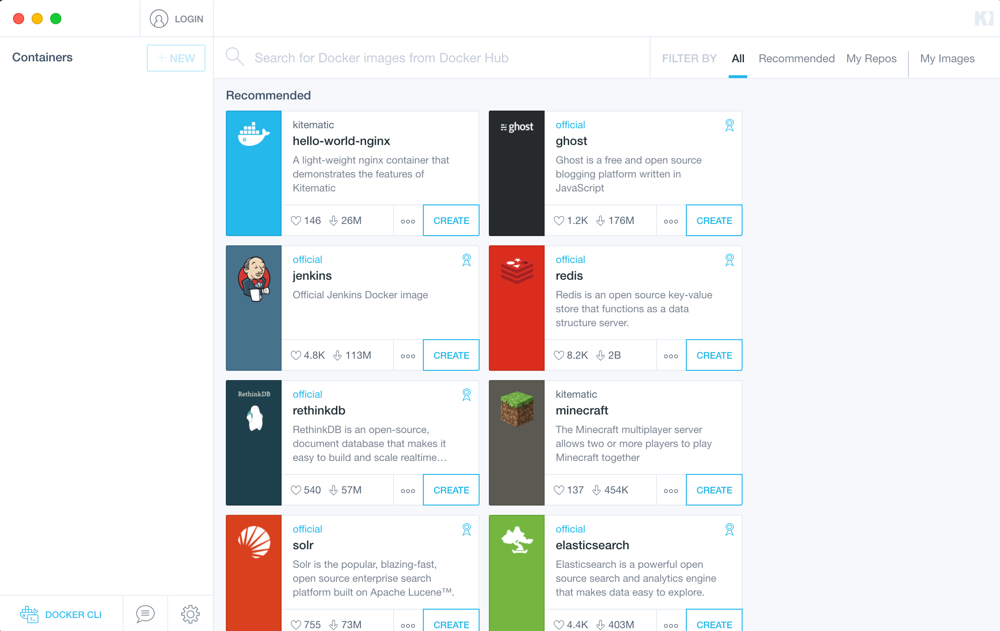 LOGIN
Containers
+ NEW
Search for Docker images from Docker Hub
FILTER BY All Recommended My Repos My Images
Recommended
kitematic
hello-world-nginx
A light-weight nginx container that
demonstrates the features of
Kitematic
146 26M CREATE
ghost
official
ghost
Ghost is a free and open source
blogging platform written in
JavaScript
1.2K 176M CREATE
official
jenkins
Official Jenkins Docker image
4.8K 113M CREATE
official
redis
Redis is an open source key-value
store that functions as a data
structure server.
8.2K 2B CREATE
RethinkDB
official
rethinkdb
RethinkDB is an open-source,
document database that makes it
easy to build and scale realtime…
540 57M CREATE
kitematic
minecraft
The Minecraft multiplayer server
allows two or more players to play
Minecraft together
137 454K CREATE
official
solr
Solr is the popular, blazing-fast,
open source enterprise search
platform built on Apache Lucene™.
755 73M CREATE
official
elasticsearch
Elasticsearch is a powerful open
source search and analytics engine
that makes data easy to explore.
4.4K 403M CREATE
DOCKER CLI